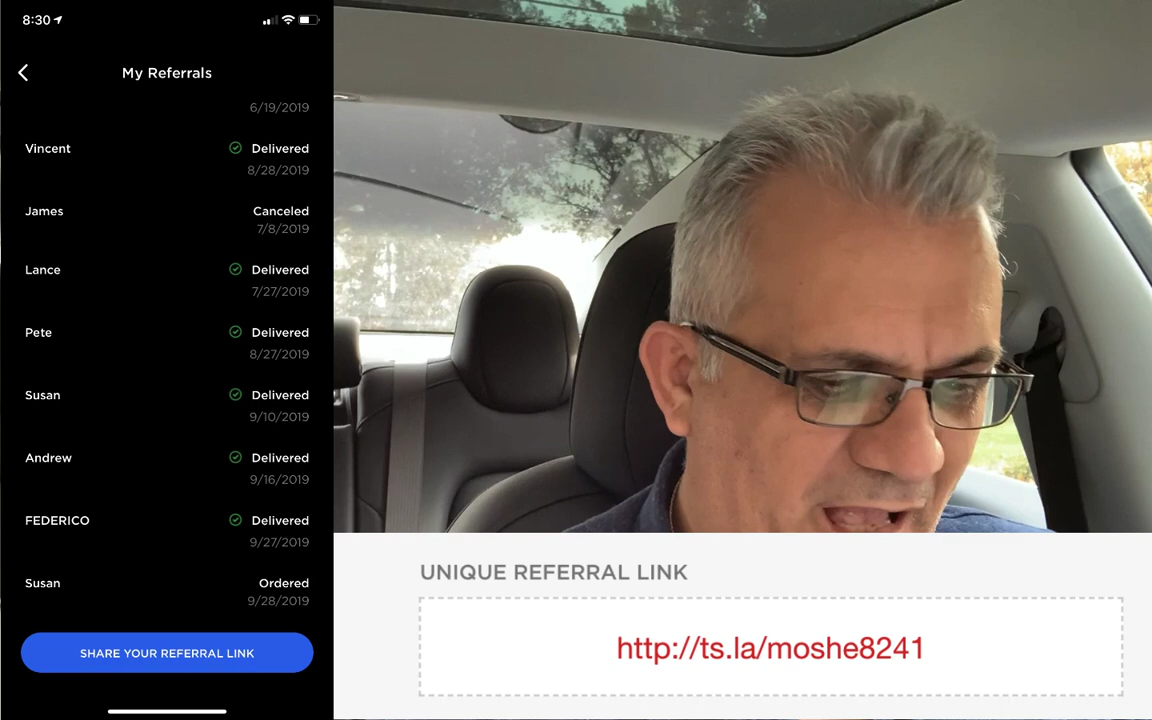 8:30
My Referrals
6/19/2019
Vincent Delivered
8/28/2019
James Canceled
7/8/2019
Lance Delivered
7/27/2019
Pete Delivered
8/27/2019
Susan Delivered
9/10/2019
Andrew Delivered
9/16/2019
FEDERICO Delivered
9/27/2019
Susan Ordered
9/28/2019
SHARE YOUR REFERRAL LINK
UNIQUE REFERRAL LINK
http://ts.la/moshe8241